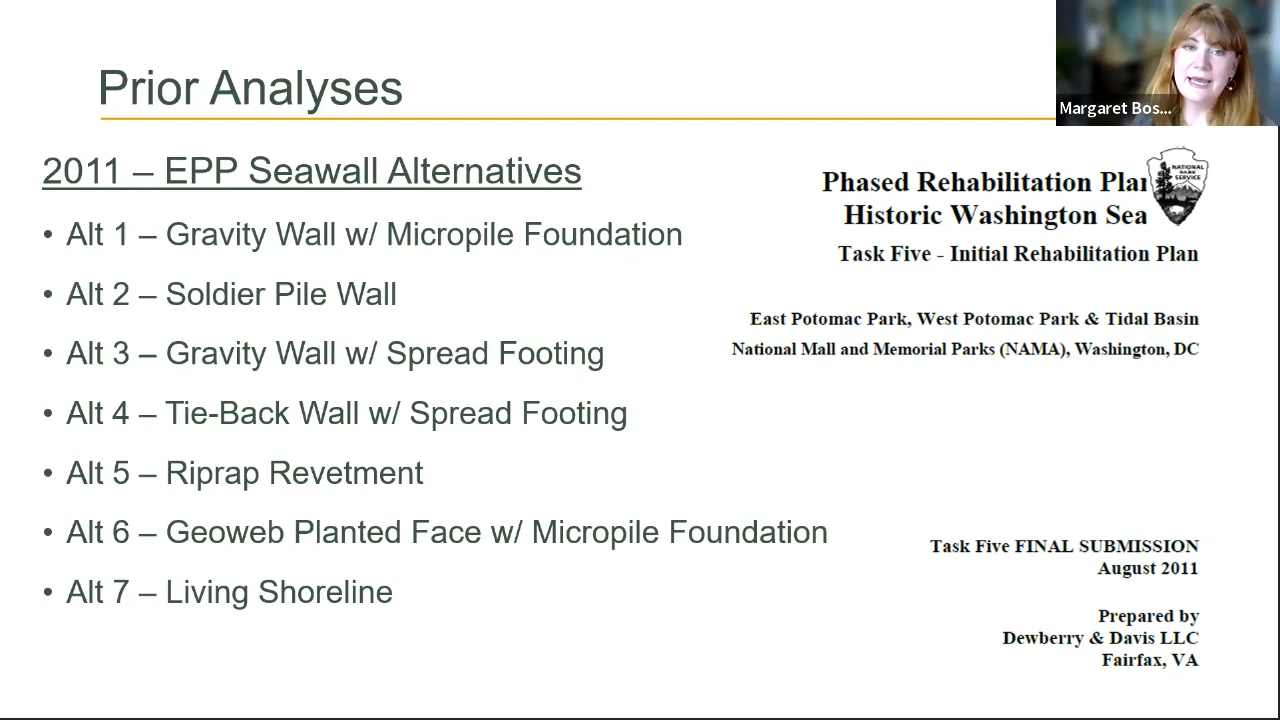 Prior Analyses
Margaret Bos...
2011 – EPP Seawall Alternatives
• Alt 1 – Gravity Wall w/ Micropile Foundation
• Alt 2 – Soldier Pile Wall
• Alt 3 – Gravity Wall w/ Spread Footing
• Alt 4 – Tie-Back Wall w/ Spread Footing
• Alt 5 – Riprap Revetment
• Alt 6 – Geoweb Planted Face w/ Micropile Foundation
• Alt 7 – Living Shoreline
Phased Rehabilitation Plan
Historic Washington Sea
NATIONAL
PARK
SERVICE
Task Five - Initial Rehabilitation Plan
East Potomac Park, West Potomac Park & Tidal Basin
National Mall and Memorial Parks (NAMA), Washington, DC
Task Five FINAL SUBMISSION
August 2011
Prepared by
Dewberry & Davis LLC
Fairfax, VA